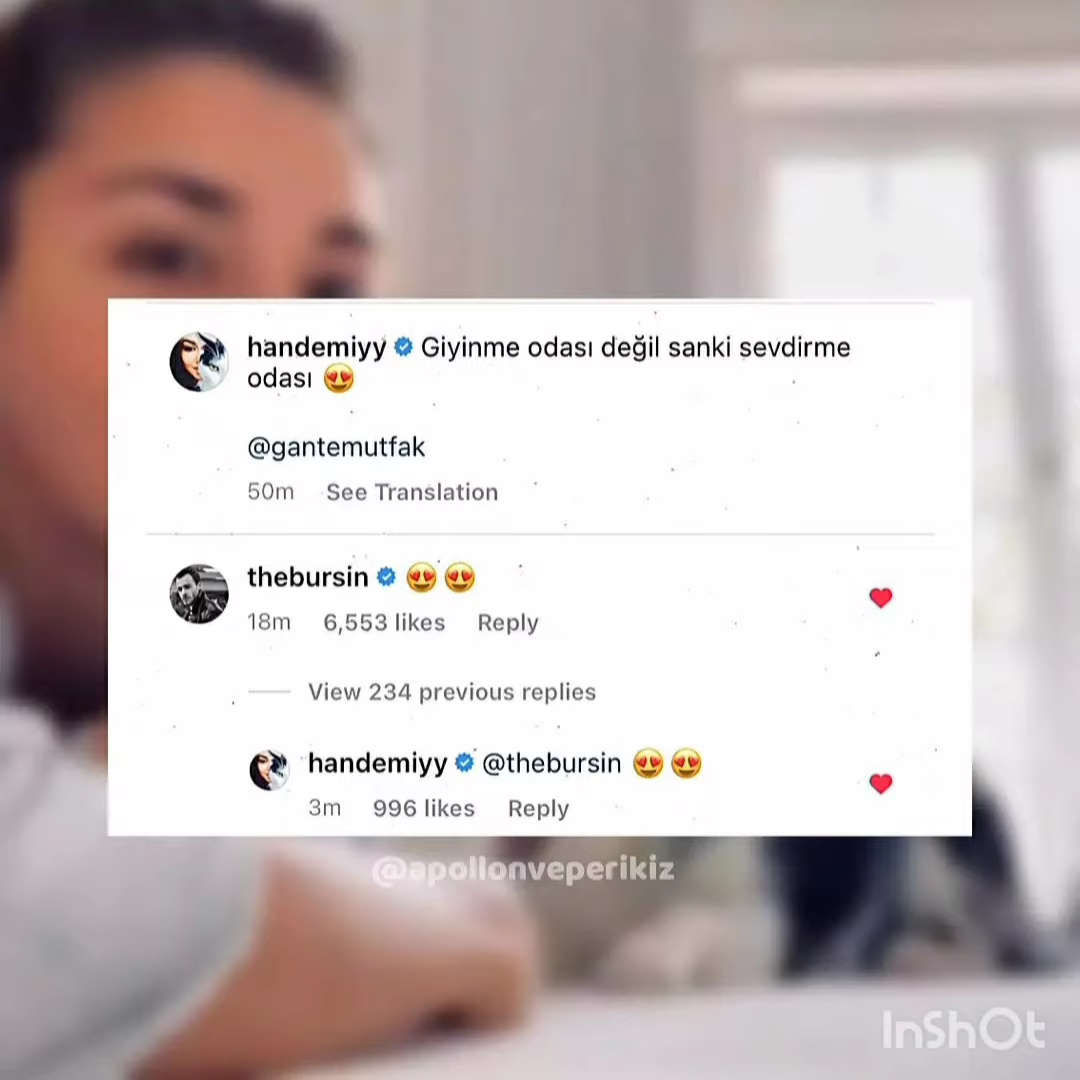 handemiyy Giyinme odası değil sanki sevdirme
odası 😍
@gantemutfak
50m See Translation
thebursin 😍 😍
18m 6,553 likes Reply
View 234 previous replies
handemiyy @thebursin 😍 😍
3m 996 likes Reply
@apollonveperikiz
InShOt